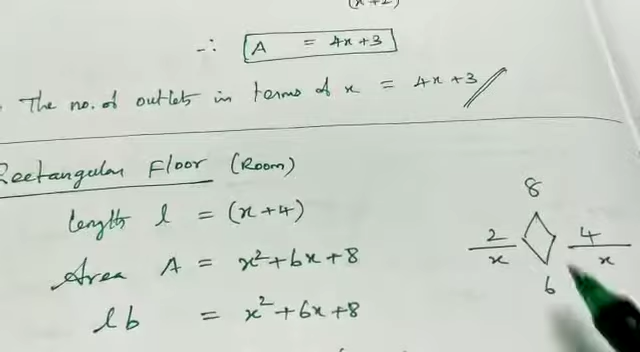 (x+2)
∴ A = 4x+3
The no. of outlets in terms of x = 4x+3
Rectangular Floor (Room)
length l = (x+4)
Area A = x²+6x+8
lb = x²+6x+8
8
2/x 4/x
6